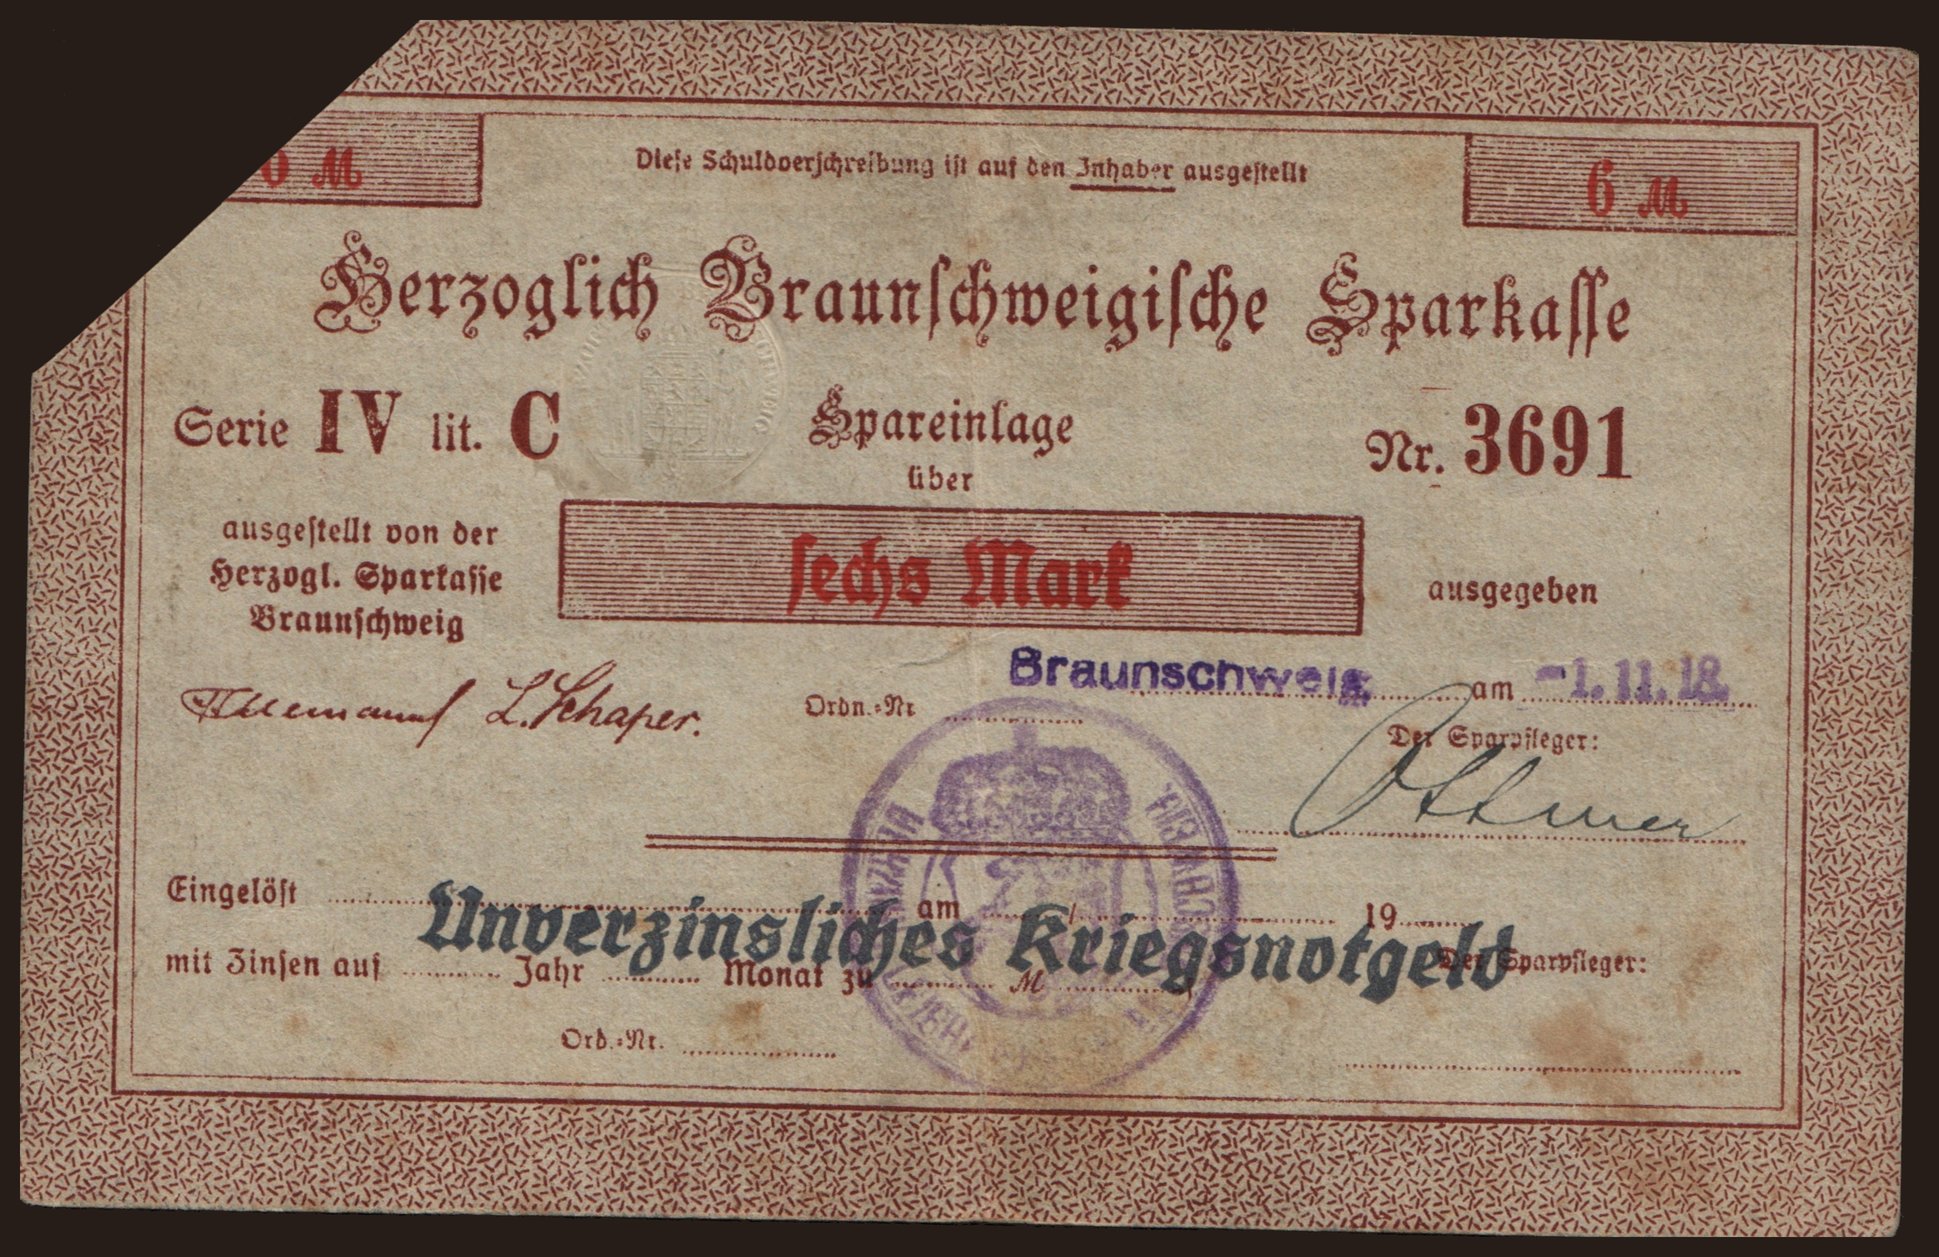 M
Diese Schuldverschreibung ist auf den Inhaber ausgestellt
6 M
Herzoglich Braunschweigische Sparkasse
Serie IV lit. C
Spareinlage
Nr. 3691
über
ausgestellt von der
Herzogl. Sparkasse
Braunschweig
sechs Mark
ausgegeben
Braunschweig am -1.11.18.
L. Schaper.
Ordn.-Nr
Der Sparpfleger:
Ottmer
Eingelöst am 19
Unverzinsliches Kriegsnotgeld
mit Zinsen auf Jahr Monat zu M
Der Sparpfleger:
Ord.-Nr.